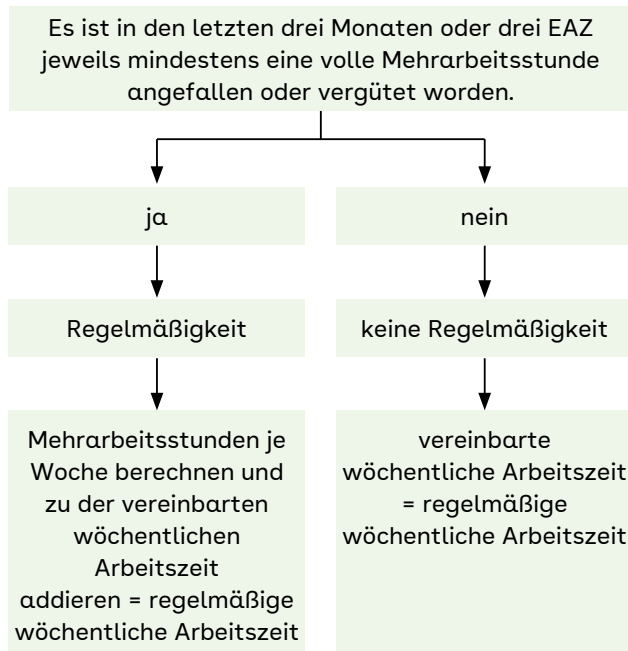 Es ist in den letzten drei Monaten oder drei EAZ
jeweils mindestens eine volle Mehrarbeitsstunde
angefallen oder vergütet worden.
ja
nein
Regelmäßigkeit
keine Regelmäßigkeit
Mehrarbeitsstunden je
Woche berechnen und
zu der vereinbarten
wöchentlichen
Arbeitszeit
addieren = regelmäßige
wöchentliche Arbeitszeit
vereinbarte
wöchentliche Arbeitszeit
= regelmäßige
wöchentliche Arbeitszeit